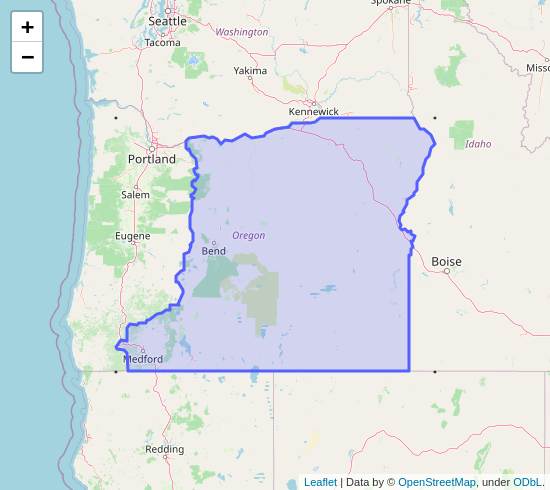 Spokane
+
−
Seattle
Washington
Tacoma
Yakima
Kennewick
Idaho
Portland
Salem
Eugene
Oregon
Bend
Boise
Medford
Redding
Leaflet | Data by © OpenStreetMap, under ODbL.